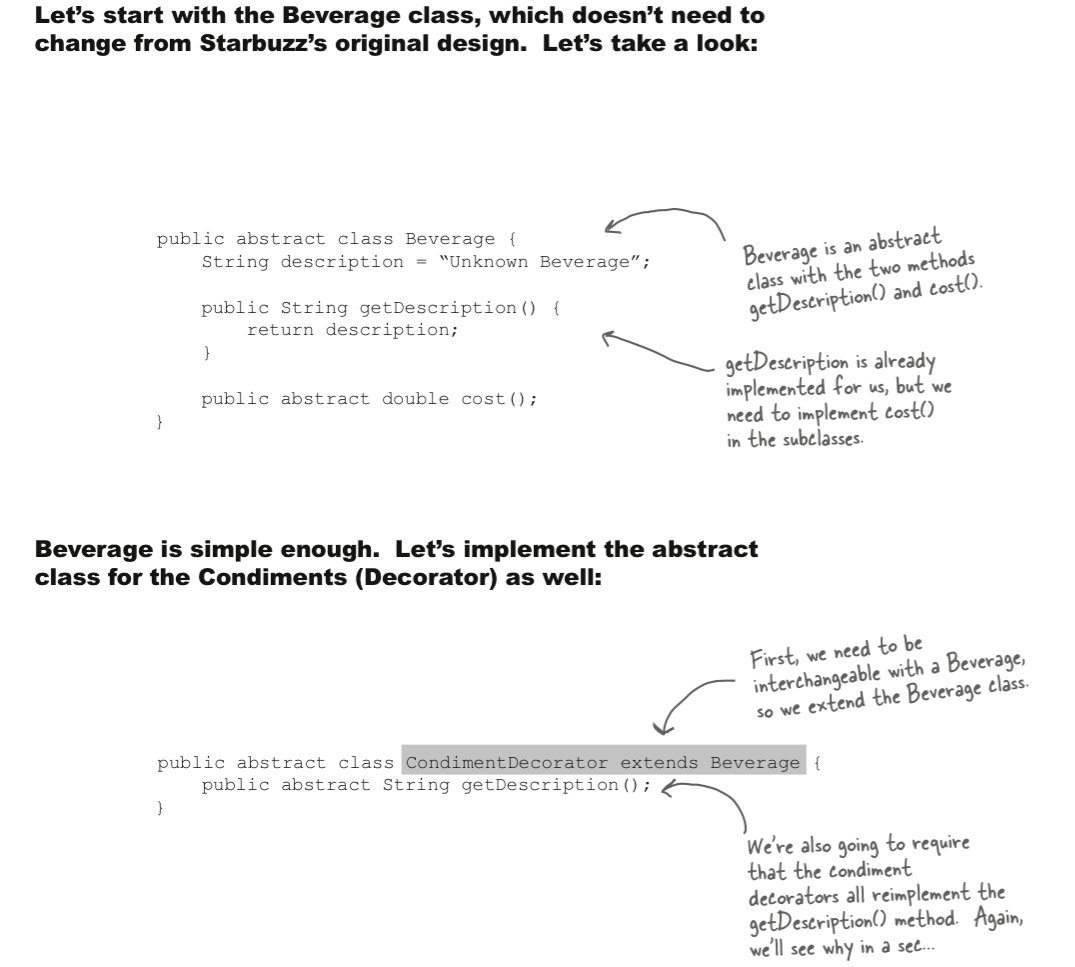 Let’s start with the Beverage class, which doesn’t need to
change from Starbuzz’s original design.  Let’s take a look:
public abstract class Beverage {
    String description = “Unknown Beverage”;
    public String getDescription() {
        return description;
    }
    public abstract double cost();
}
Beverage is an abstract
class with the two methods
getDescription() and cost().
getDescription is already
implemented for us, but we
need to implement cost()
in the subclasses.
Beverage is simple enough.  Let’s implement the abstract
class for the Condiments (Decorator) as well:
First, we need to be
interchangeable with a Beverage,
so we extend the Beverage class.
public abstract class CondimentDecorator extends Beverage {
    public abstract String getDescription();
}
We’re also going to require
that the condiment
decorators all reimplement the
getDescription() method.  Again,
we’ll see why in a sec...